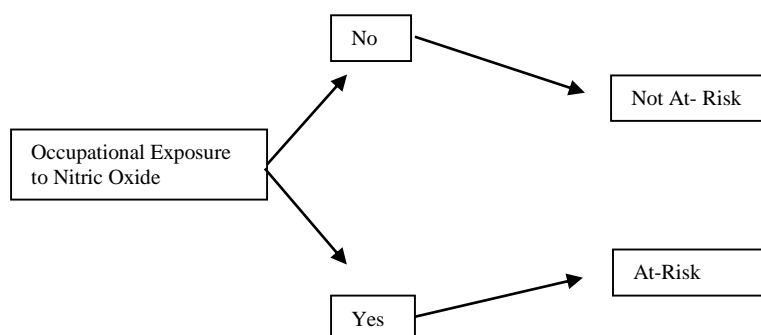 No
Not At- Risk
Occupational Exposure
to Nitric Oxide
At-Risk
Yes